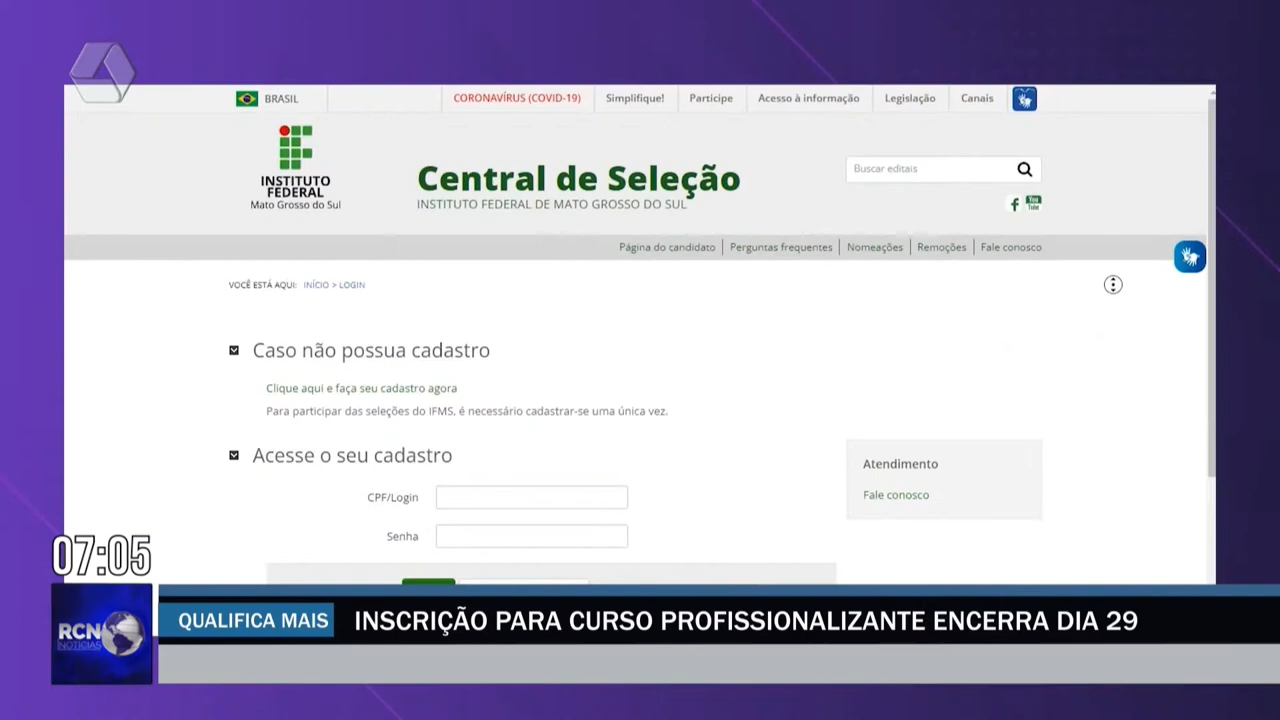 BRASIL
CORONAVÍRUS (COVID-19)
Simplifique!
Participe
Acesso à informação
Legislação
Canais
INSTITUTO
FEDERAL
Mato Grosso do Sul
Central de Seleção
INSTITUTO FEDERAL DE MATO GROSSO DO SUL
Buscar editais
You
Tube
Página do candidato
Perguntas frequentes
Nomeações
Remoções
Fale conosco
VOCÊ ESTÁ AQUI: INÍCIO > LOGIN
Caso não possua cadastro
Clique aqui e faça seu cadastro agora
Para participar das seleções do IFMS, é necessário cadastrar-se uma única vez.
Acesse o seu cadastro
CPF/Login
Senha
Atendimento
Fale conosco
07:05
RCN
NOTÍCIAS
QUALIFICA MAIS
INSCRIÇÃO PARA CURSO PROFISSIONALIZANTE ENCERRA DIA 29